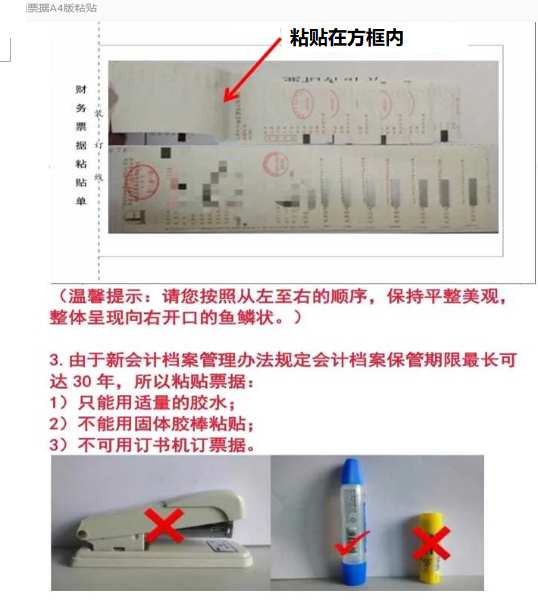 票据A4版粘贴
粘贴在方框内
财务票据粘贴单
装订线
(温馨提示:请您按照从左至右的顺序,保持平整美观,
整体呈现向右开口的鱼鳞状。)
3.由于新会计档案管理办法规定会计档案保管期限最长可
达 30 年,所以粘贴票据:
1)只能用适量的胶水;
2)不能用固体胶棒粘贴;
3)不可用订书机订票据。